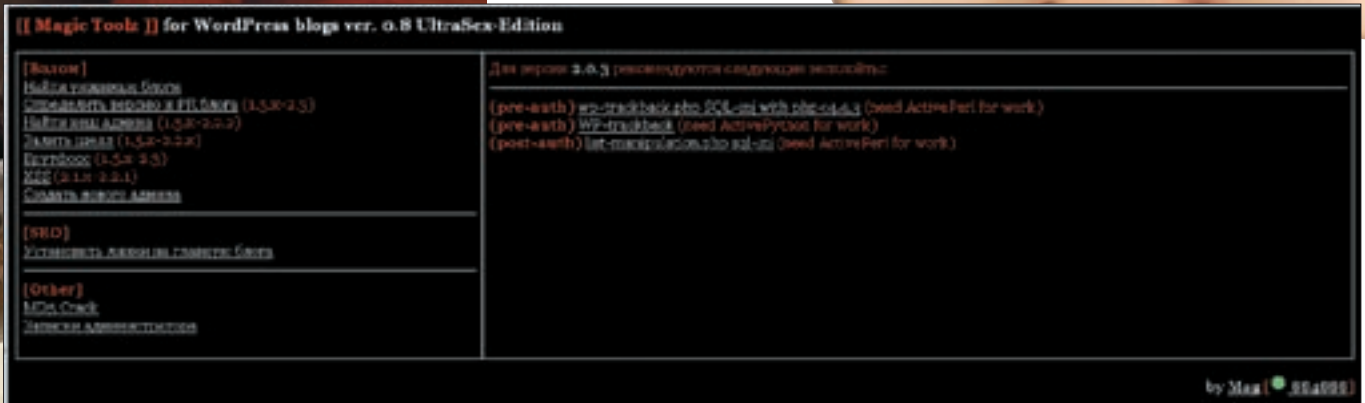 [[ Magic Toolz ]] for WordPress blogs ver. 0.8 UltraSex-Edition
[Взлом]
Найти уязвимые блоги
Определить версию и PR блога (1.5.x-2.3)
Найти хеш админа (1.5.x-2.2.2)
Залить шелл (1.5.x-2.2.x)
Брутфорс (1.5.x-2.3)
XSS (2.1.x-2.2.1)
Создать нового админа
[SEO]
Установить линки на главную блога
[Other]
MD5 Crack
Записки администратора
Для версии 2.0.5 рекомендуются следующие эксплойты:
(pre-auth) wp-trackback.php SQL-inj with php<4.4.3 (need ActivePerl for work)
(pre-auth) WP-trackback (need ActivePython for work)
(post-auth) list-manipulation.php sql-inj (need ActivePerl for work)
by Mag